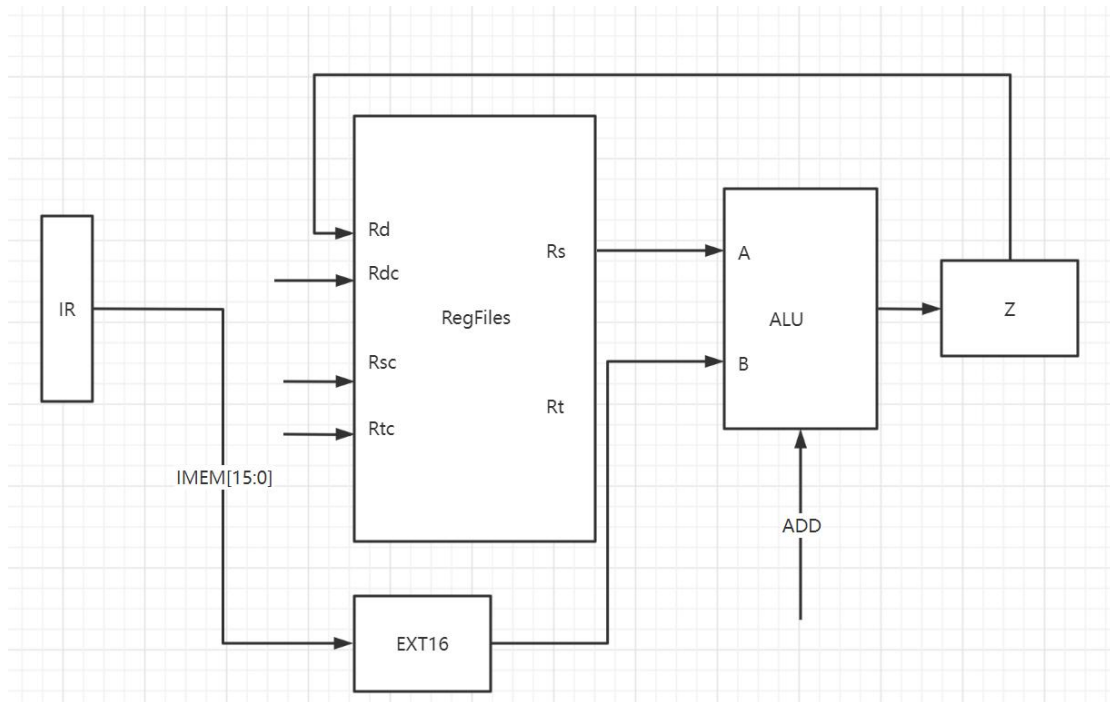 Rd
Rs
A
Rdc
IR
RegFiles
ALU
Z
Rsc
B
Rt
Rtc
IMEM[15:0]
ADD
EXT16